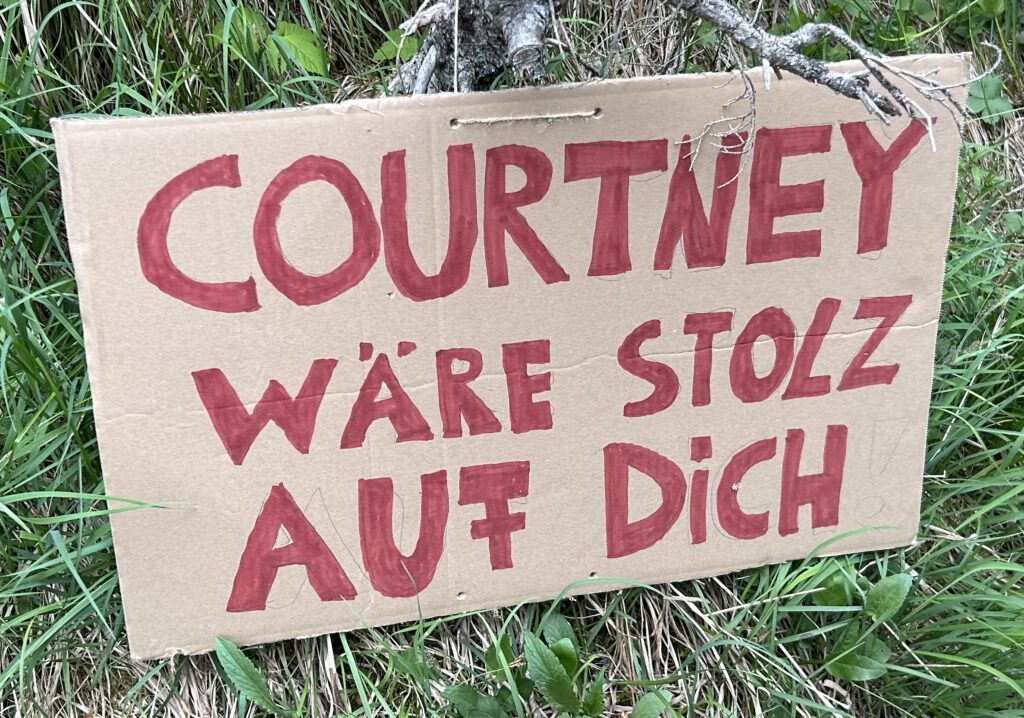 COURTNEY
WÄRE STOLZ
AUF DiCH